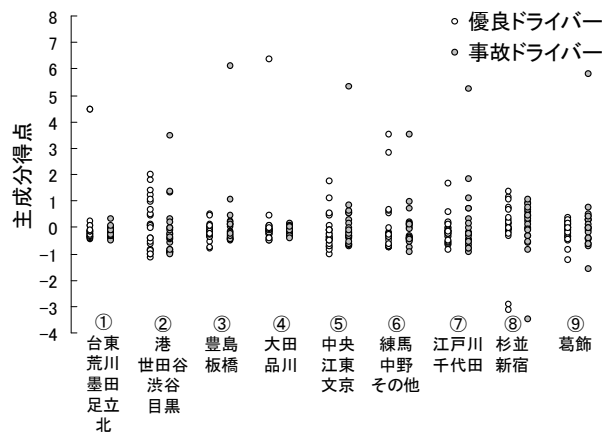 8
○ 優良ドライバー
7
● 事故ドライバー
6
5
4
3
2
1
0
-1
-2
-3
-4
主成分得点
① ② ③ ④ ⑤ ⑥ ⑦ ⑧ ⑨
台東 港 豊島 大田 中央 練馬 江戸川 杉並 葛飾
荒川 世田谷 板橋 品川 江東 中野 千代田 新宿
墨田 渋谷 文京 その他
足立 目黒
北